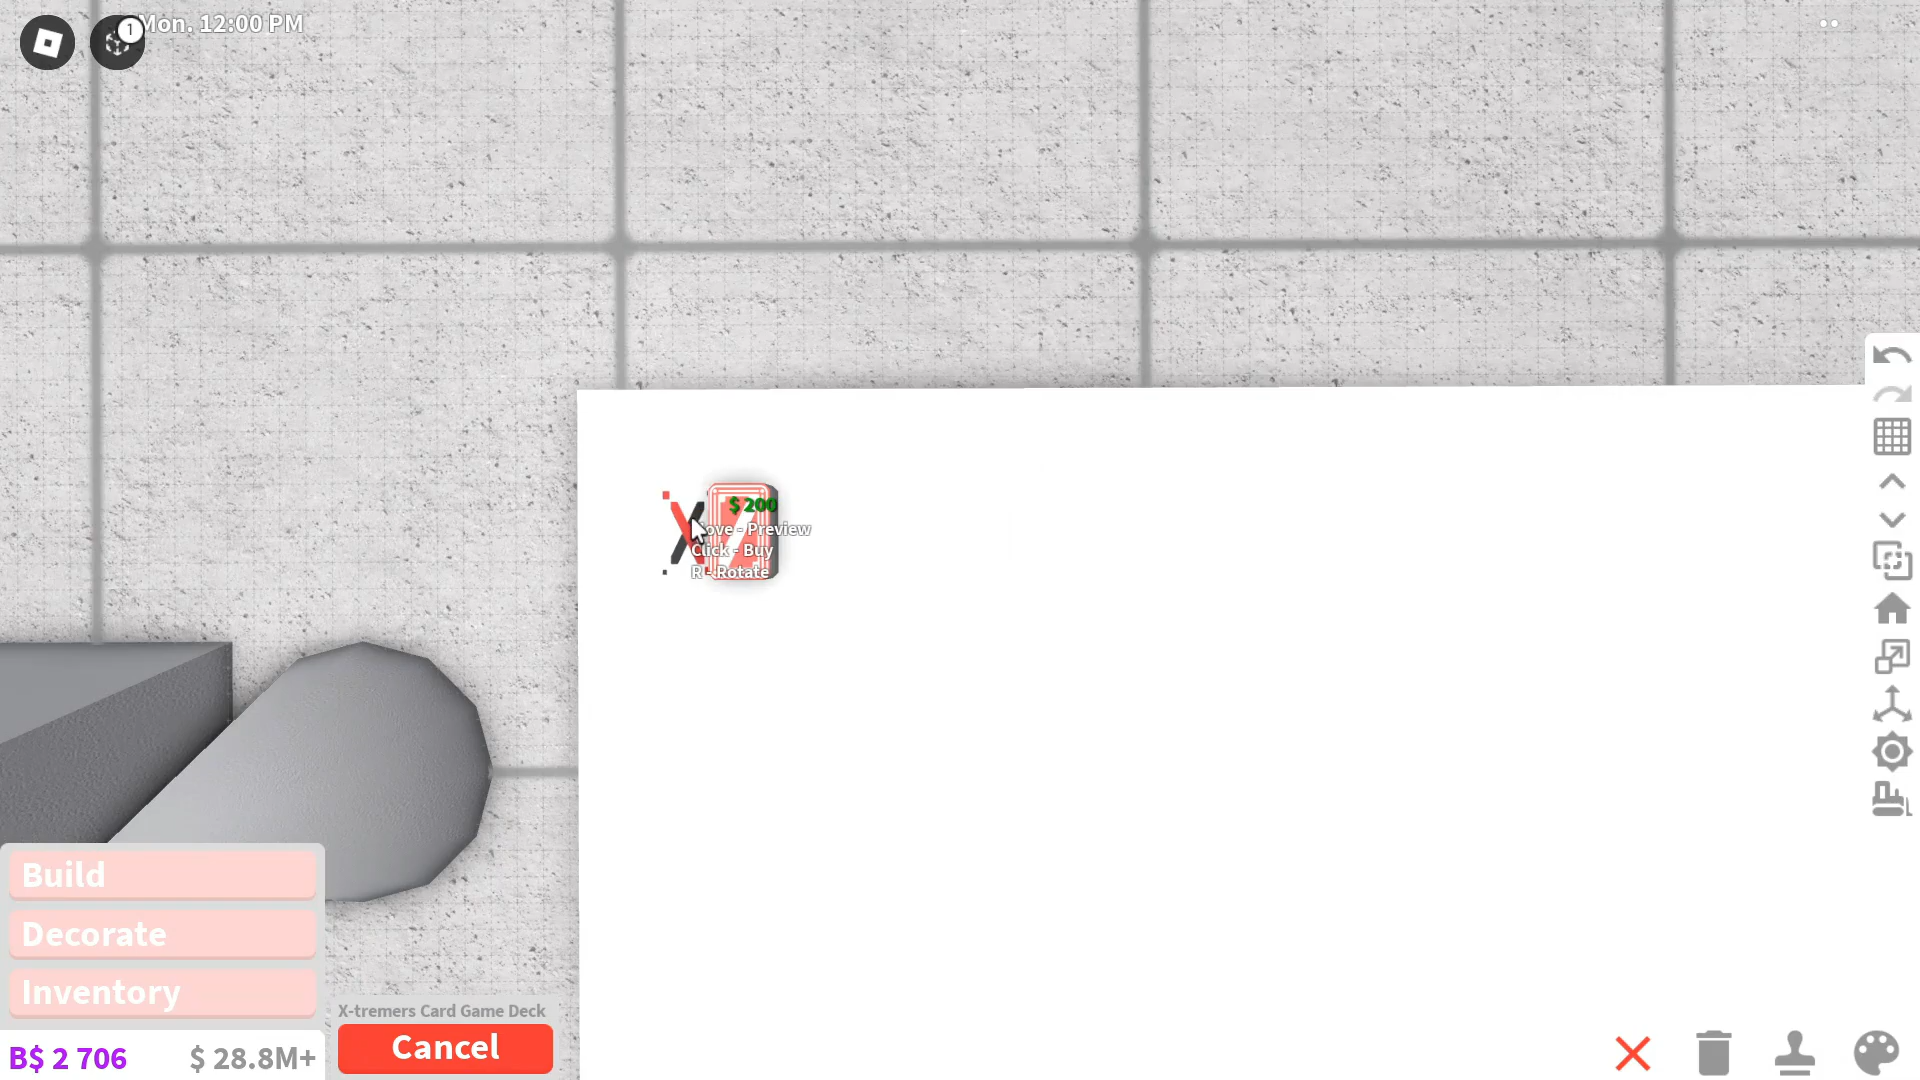 Mon. 12:00 PM
1
X
$ 200
Move - Preview
Click - Buy
R - Rotate
Build
Decorate
Inventory
X-tremers Card Game Deck
Cancel
B$ 2 706
$ 28.8M+